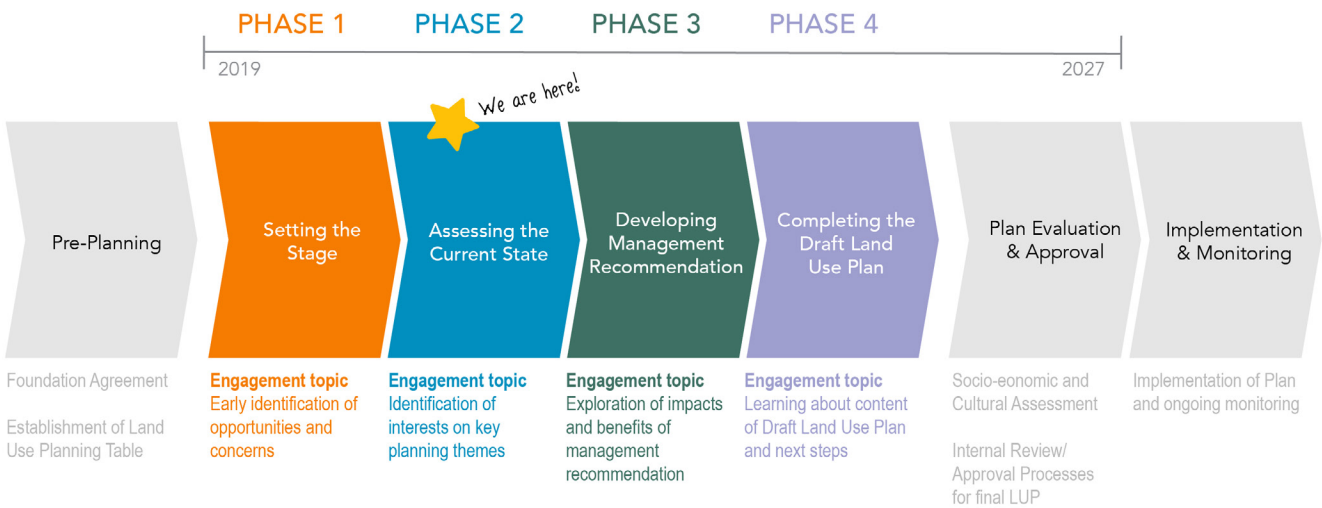 PHASE 1
PHASE 2
PHASE 3
PHASE 4
2019
2027
We are here!
Pre-Planning
Setting the
Stage
Assessing the
Current State
Developing
Management
Recommendation
Completing the
Draft Land
Use Plan
Plan Evaluation
& Approval
Implementation
& Monitoring
Foundation Agreement
Establishment of Land
Use Planning Table
Engagement topic
Early identification of
opportunities and
concerns
Engagement topic
Identification of
interests on key
planning themes
Engagement topic
Exploration of impacts
and benefits of
management
recommendation
Engagement topic
Learning about content
of Draft Land Use Plan
and next steps
Socio-eonomic and
Cultural Assessment
Internal Review/
Approval Processes
for final LUP
Implementation of Plan
and ongoing monitoring